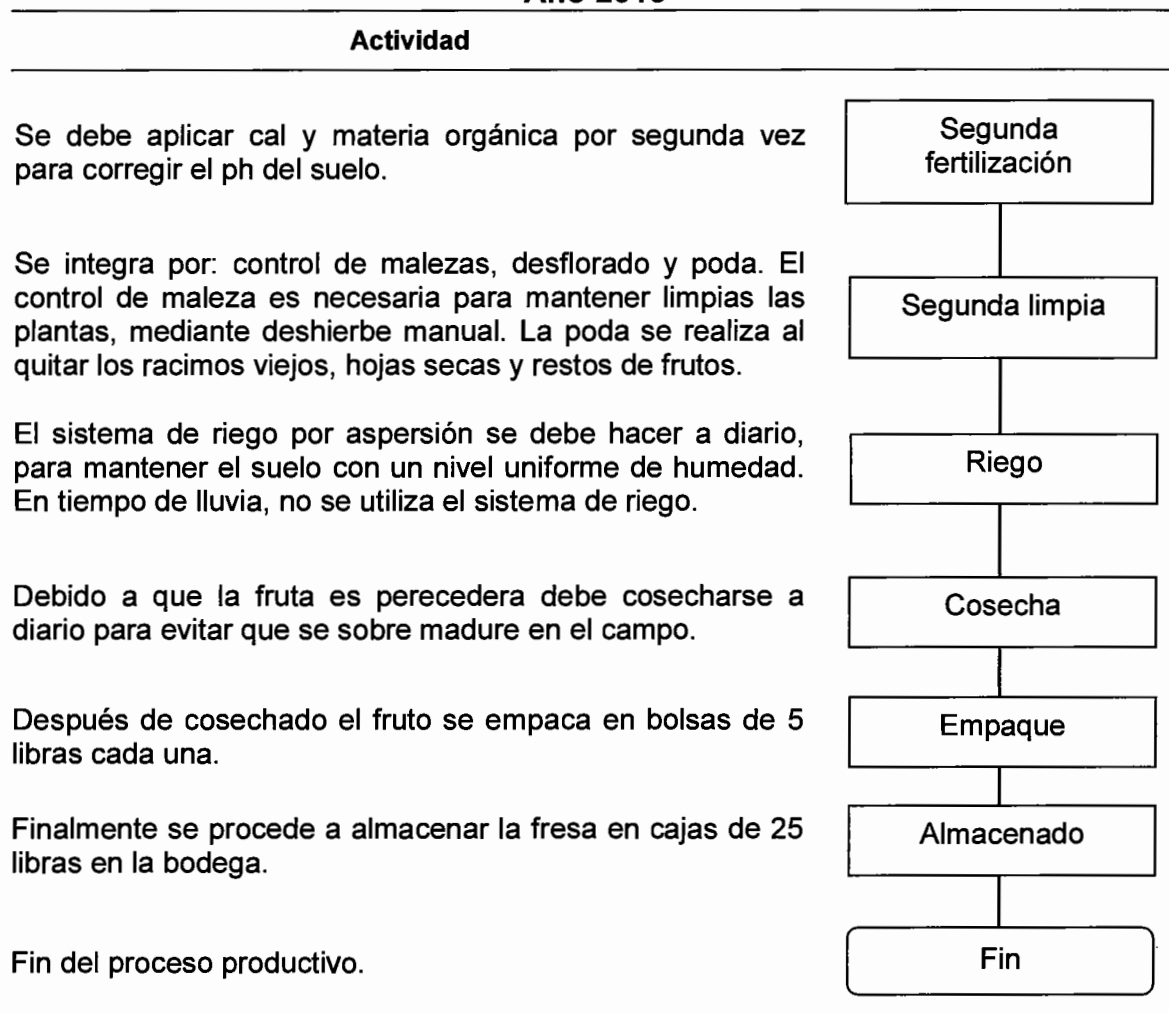 Actividad
Se debe aplicar cal y materia orgánica por segunda vez
para corregir el ph del suelo.
Segunda
fertilización
Se integra por: control de malezas, desflorado y poda. El
control de maleza es necesaria para mantener limpias las
plantas, mediante deshierbe manual. La poda se realiza al
quitar los racimos viejos, hojas secas y restos de frutos.
Segunda limpia
El sistema de riego por aspersión se debe hacer a diario,
para mantener el suelo con un nivel uniforme de humedad.
En tiempo de lluvia, no se utiliza el sistema de riego.
Riego
Debido a que la fruta es perecedera debe cosecharse a
diario para evitar que se sobre madure en el campo.
Cosecha
Después de cosechado el fruto se empaca en bolsas de 5
libras cada una.
Empaque
Finalmente se procede a almacenar la fresa en cajas de 25
libras en la bodega.
Almacenado
Fin del proceso productivo.
Fin